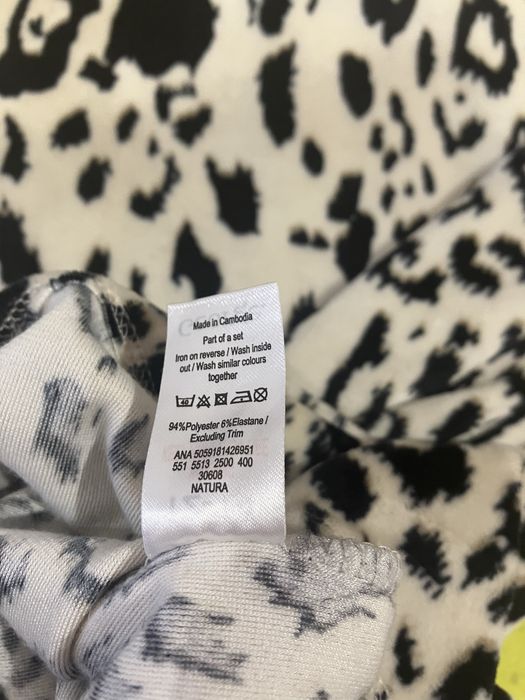 Made in Cambodia
Part of a set
Iron on reverse / Wash inside
out / Wash similar colours
together
40
94%Polyester 6%Elastane /
Excluding Trim
ANA 5059181426951
551 5513 2500 400
30608
NATURA